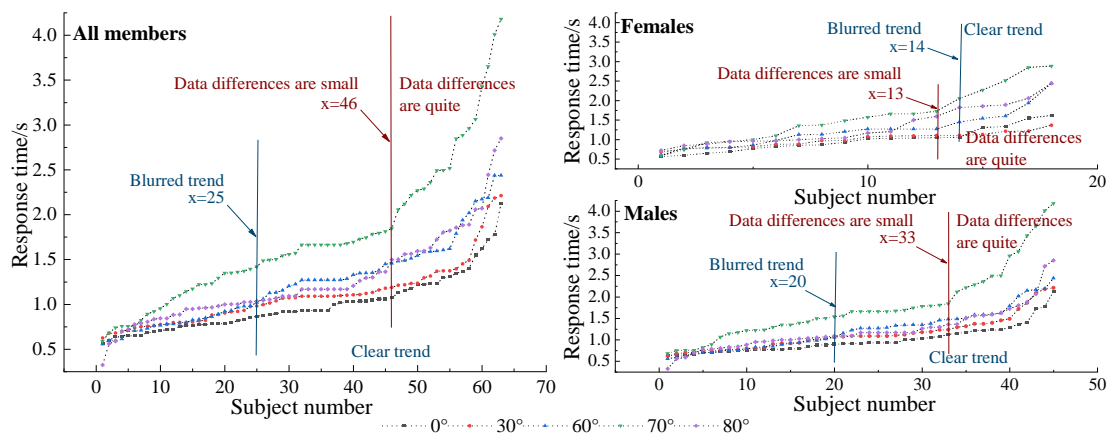 All members
Data differences are small
x=46
Data differences
are quite
Blurred trend
x=25
Clear trend
Response time/s
4.0
3.5
3.0
2.5
2.0
1.5
1.0
0.5
0 10 20 30 40 50 60 70
Subject number
Females
Blurred trend
x=14
Clear trend
Data differences are small
x=13
Data differences
are quite
Response time/s
4.0
3.5
3.0
2.5
2.0
1.5
1.0
0.5
0 10 20
Subject number
Males
Data differences are small
x=33
Data differences
are quite
Blurred trend
x=20
Clear trend
Response time/s
4.0
3.5
3.0
2.5
2.0
1.5
1.0
0.5
0 10 20 30 40 50
Subject number
0° 30° 60° 70° 80°